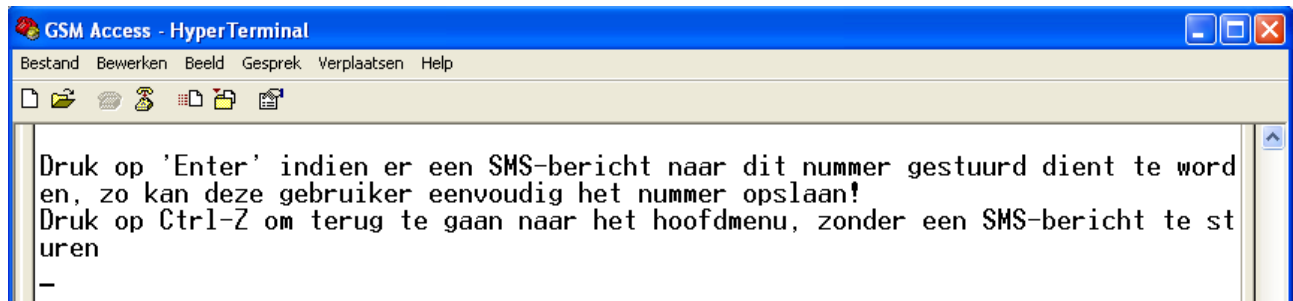 GSM Access - HyperTerminal
Bestand Bewerken Beeld Gesprek Verplaatsen Help
Druk op 'Enter' indien er een SMS-bericht naar dit nummer gestuurd dient te word
en, zo kan deze gebruiker eenvoudig het nummer opslaan!
Druk op Ctrl-Z om terug te gaan naar het hoofdmenu, zonder een SMS-bericht te st
uren
_